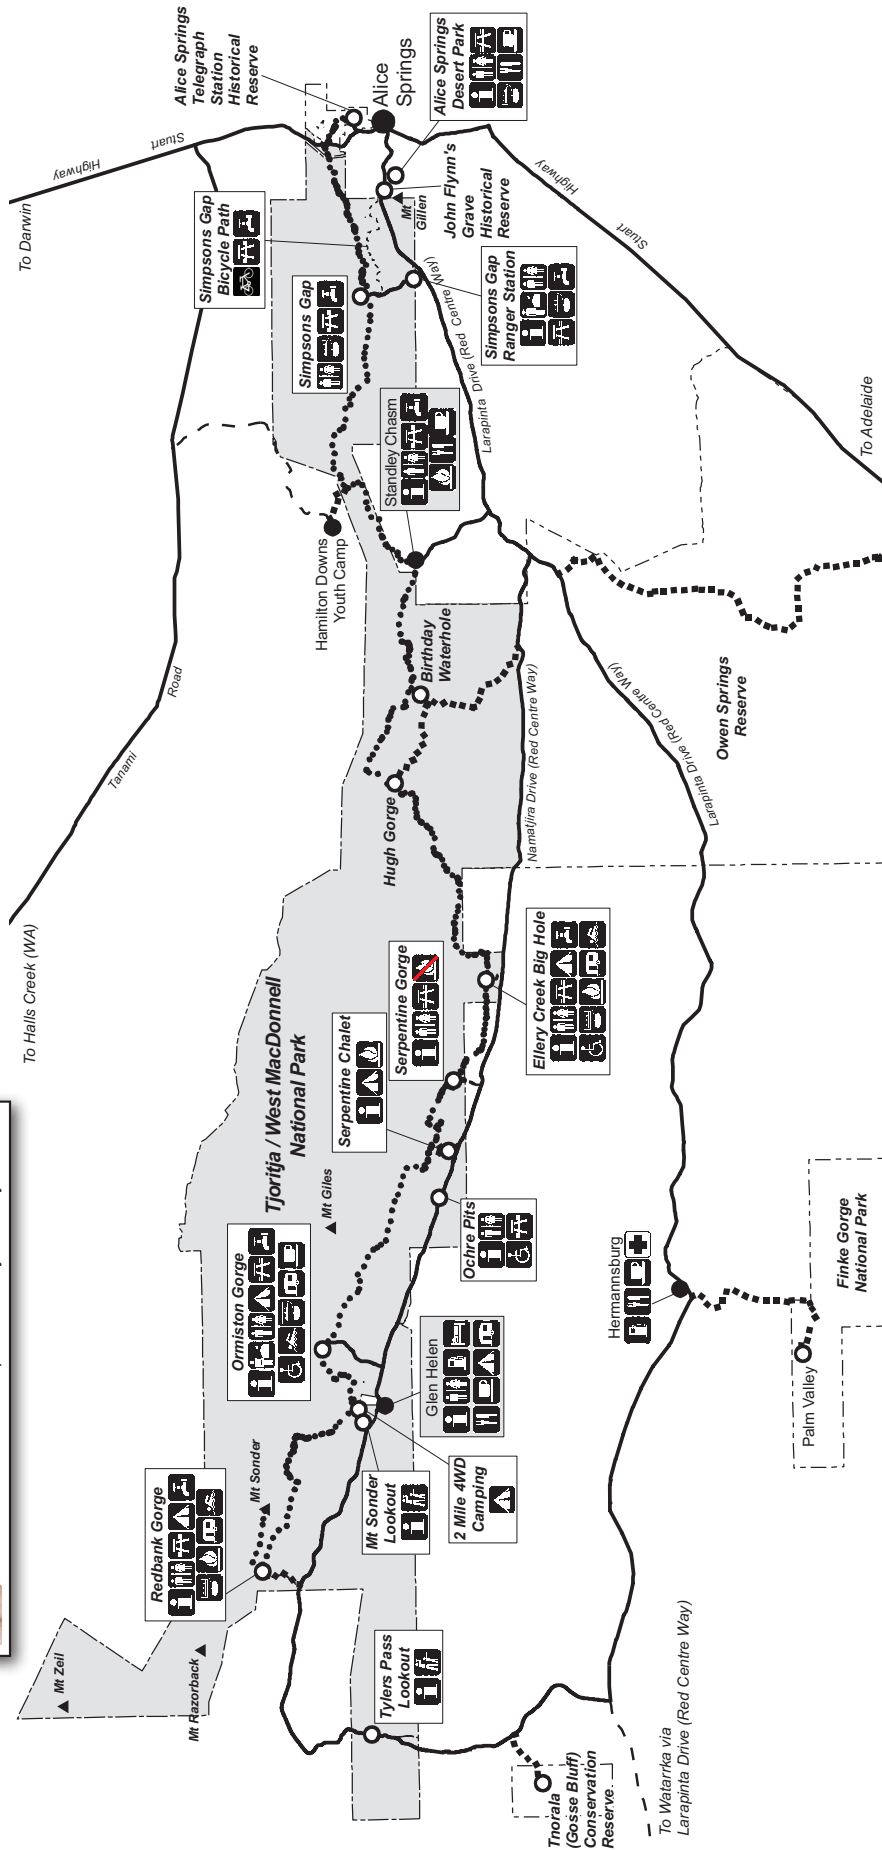 To Darwin
Stuart
Highway
Alice Springs
Telegraph
Station
Historical
Reserve
Alice
Springs
Alice Springs
Desert Park
Simpsons Gap
Bicycle Path
Mt
Gillen
John Flynn's
Grave
Historical
Reserve
Stuart
Highway
To Adelaide
Simpsons Gap
Simpsons Gap
Ranger Station
Larapinta Drive (Red Centre Way)
Standley Chasm
Hamilton Downs
Youth Camp
Birthday
Waterhole
Tanami
Road
To Halls Creek (WA)
Hugh Gorge
Namatjira Drive (Red Centre Way)
Larapinta Drive (Red Centre Way)
Owen Springs
Reserve
Tjoritja / West MacDonnell
National Park
Serpentine Gorge
Ellery Creek Big Hole
Serpentine Chalet
Mt Giles
Ochre Pits
Ormiston Gorge
Glen Helen
Hermannsburg
Finke Gorge
National Park
Palm Valley
Mt Sonder
Mt Sonder
Lookout
2 Mile 4WD
Camping
Redbank Gorge
Mt Zeil
Mt Razorback
Tylers Pass
Lookout
Tnorala
(Gosse Bluff)
Conservation
Reserve
To Watarrka via
Larapinta Drive (Red Centre Way)